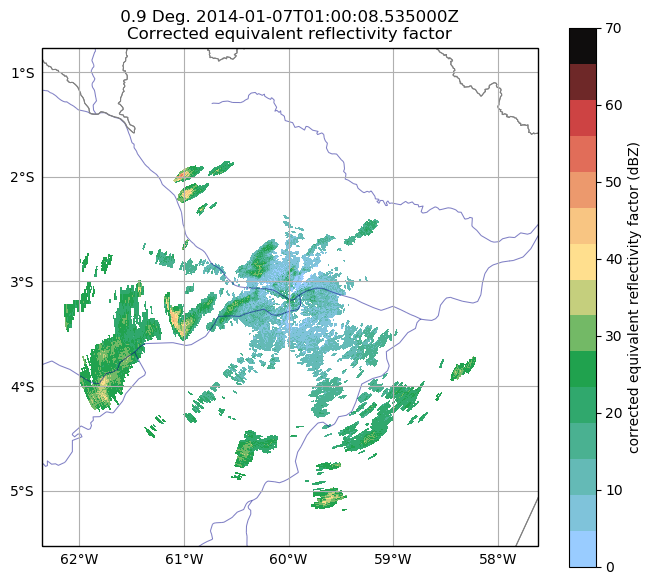 0.9 Deg. 2014-01-07T01:00:08.535000Z
Corrected equivalent reflectivity factor
1°S
2°S
3°S
4°S
5°S
62°W
61°W
60°W
59°W
58°W
70
60
50
40
30
20
10
0
corrected equivalent reflectivity factor (dBZ)